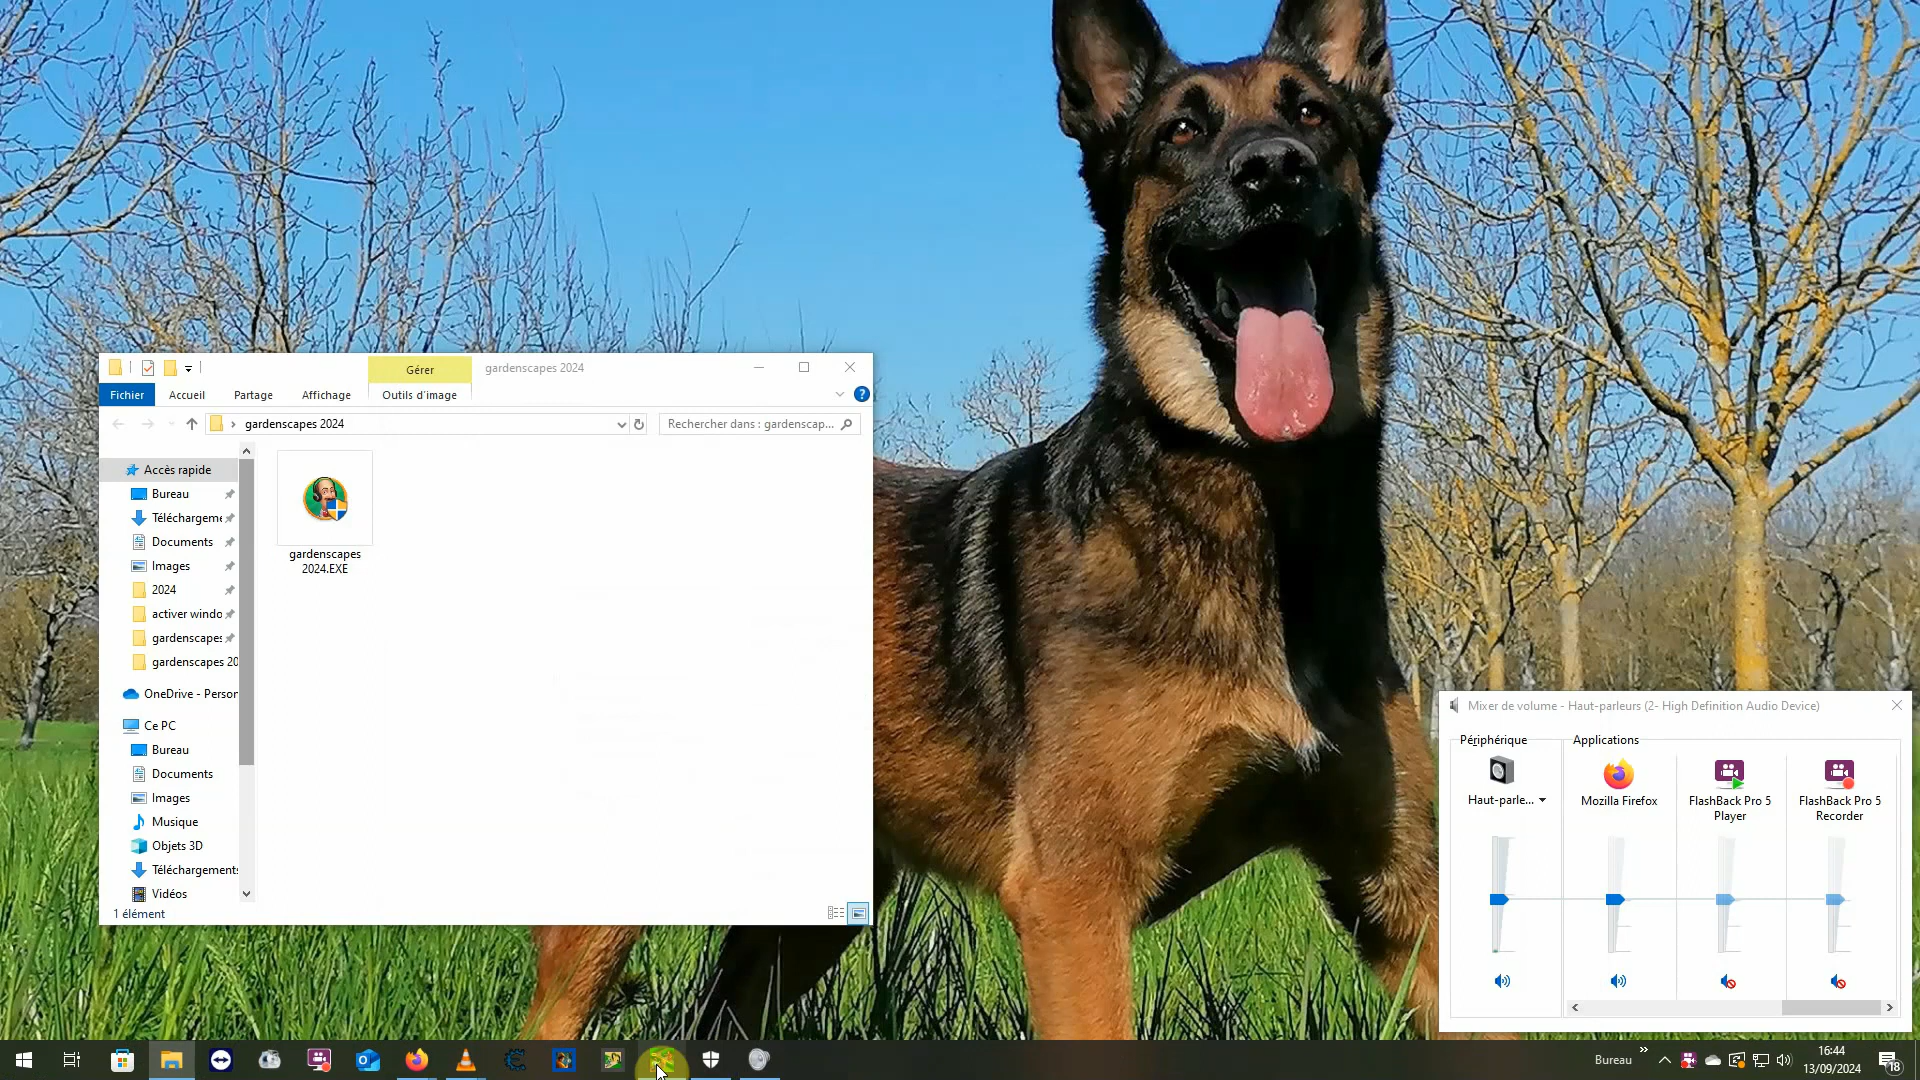 Gérer
gardenscapes 2024
Fichier
Accueil
Partage
Affichage
Outils d'image
gardenscapes 2024
Rechercher dans : gardenscap...
Accès rapide
Bureau
Téléchargeme
Documents
Images
2024
activer windo
gardenscapes
gardenscapes 20
OneDrive - Person
Ce PC
Bureau
Documents
Images
Musique
Objets 3D
Téléchargements
Vidéos
gardenscapes
2024.EXE
1 élément
Mixer de volume - Haut-parleurs (2- High Definition Audio Device)
Périphérique
Applications
Haut-parle...
Mozilla Firefox
FlashBack Pro 5
Player
FlashBack Pro 5
Recorder
Bureau
16:44
13/09/2024
18